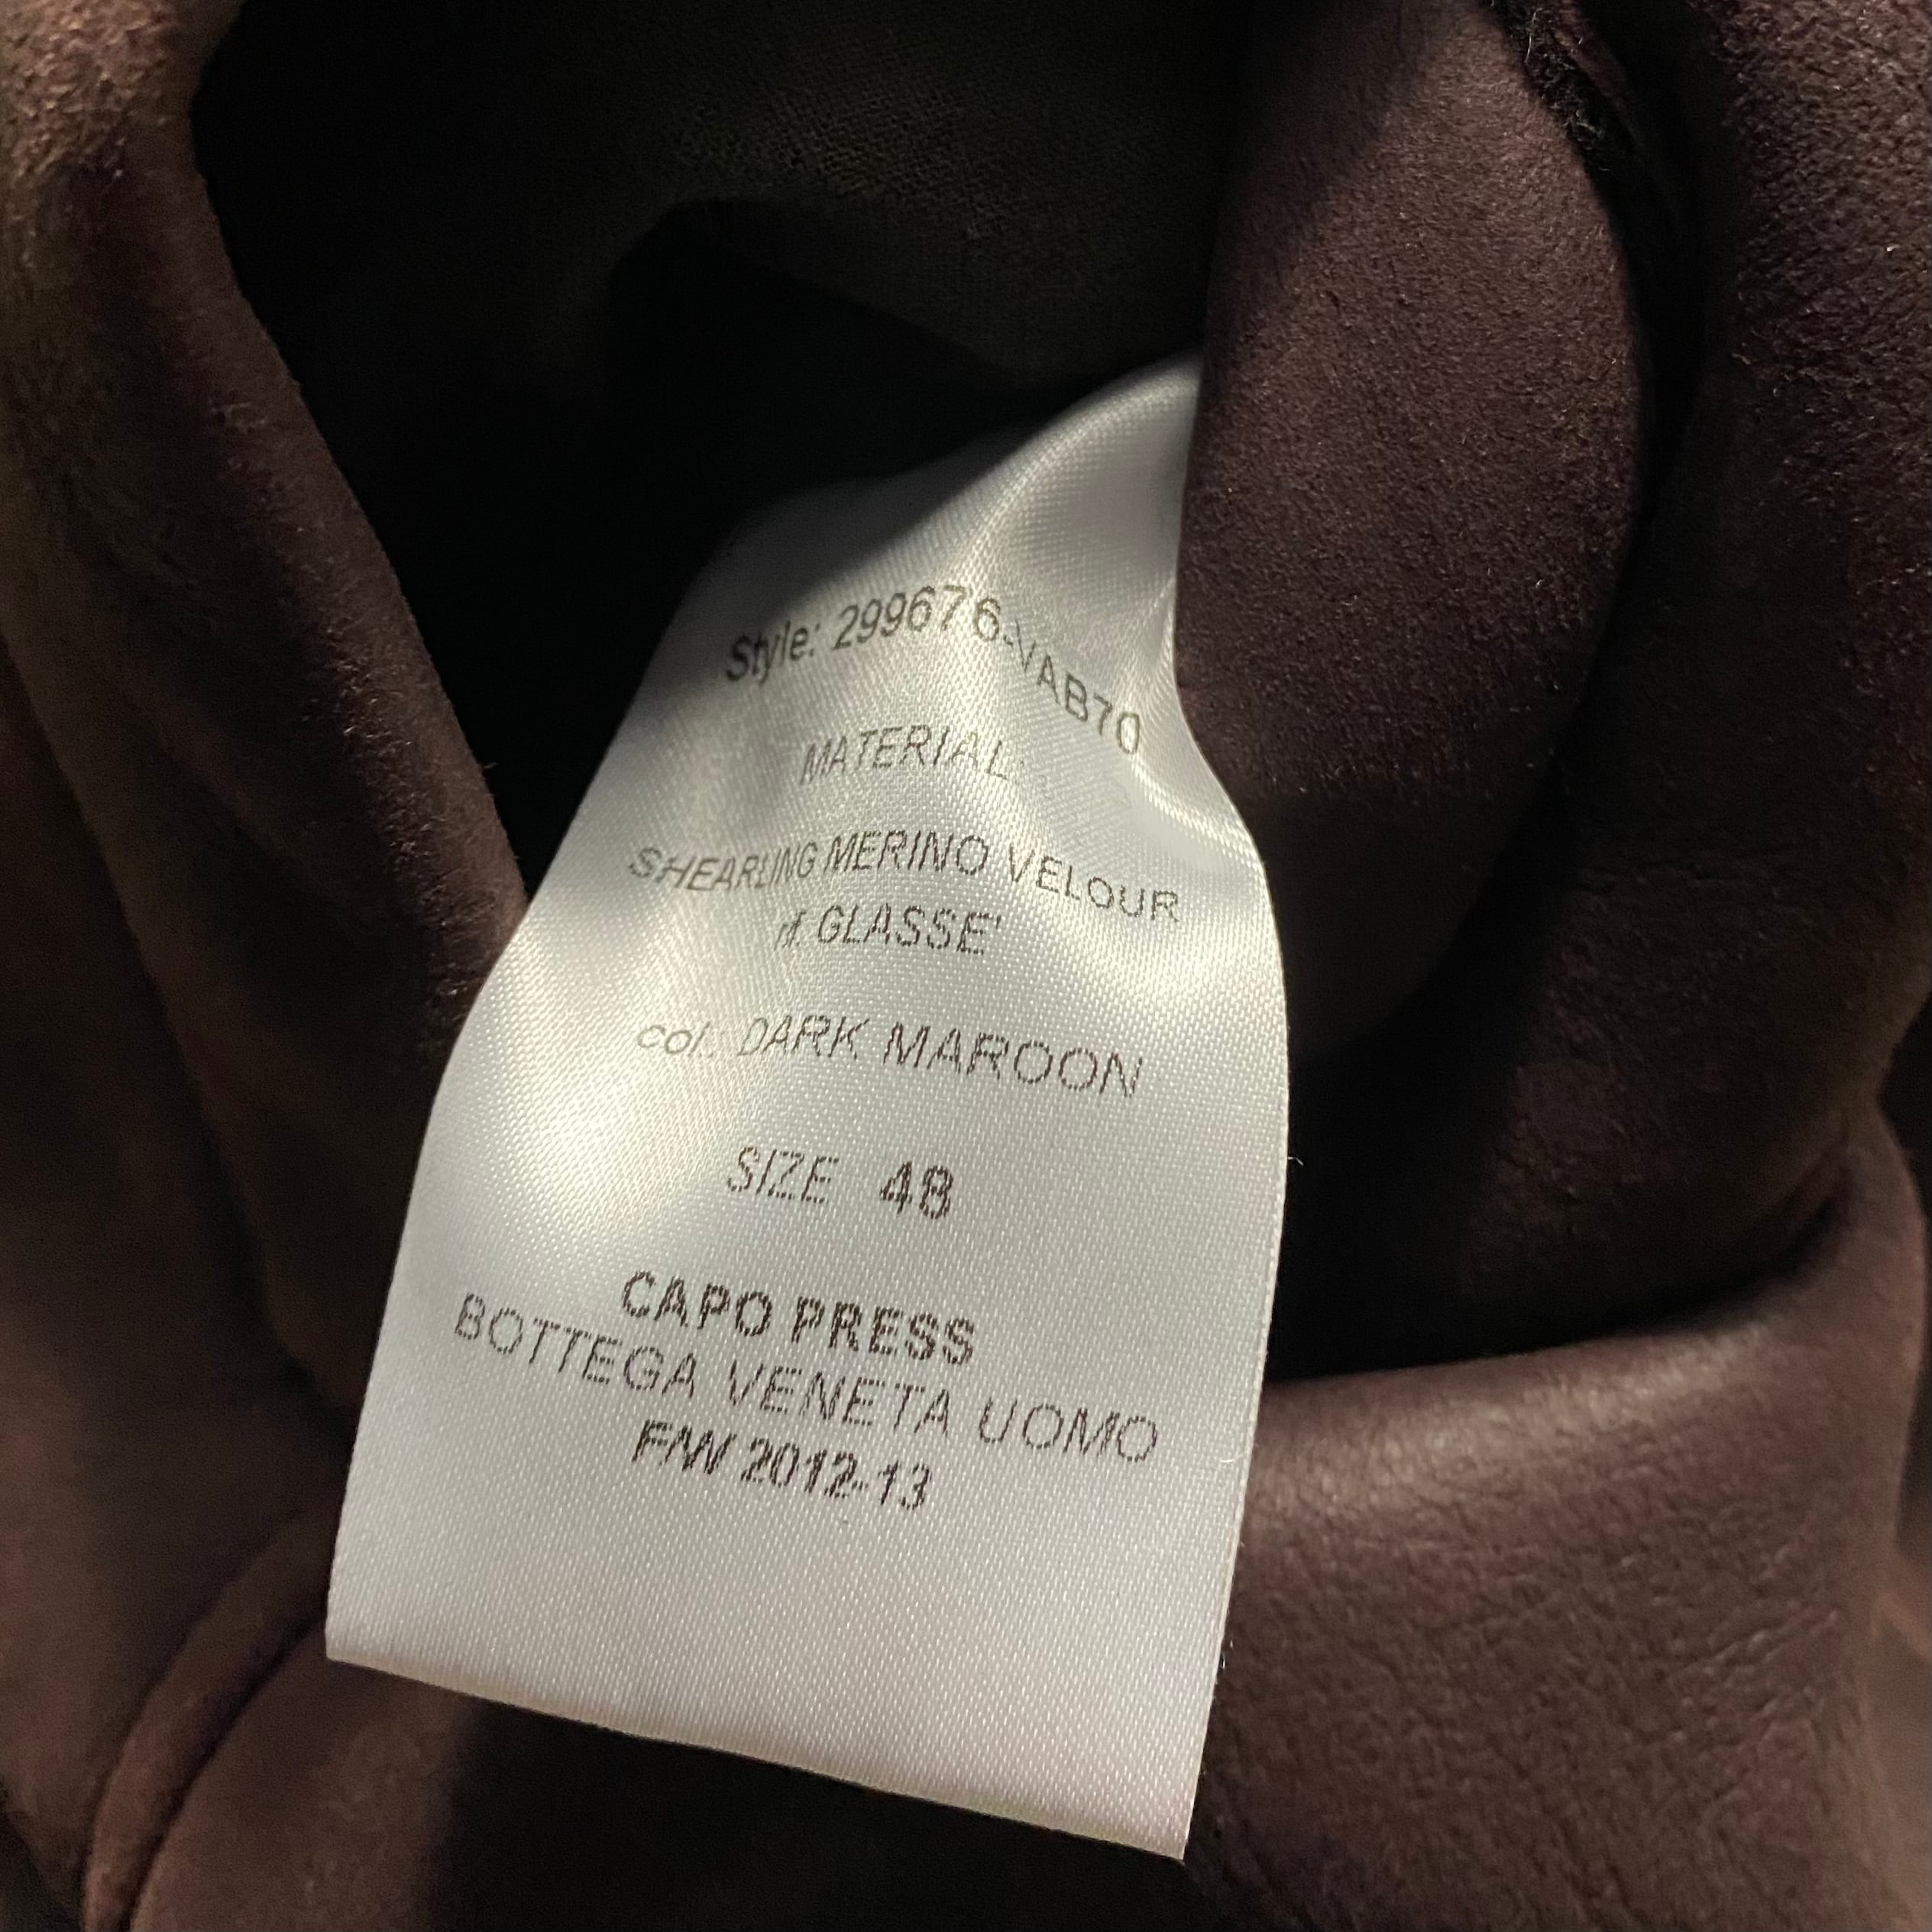 Style: 299676-VAB70
MATERIAL:
SHEARLING MERINO VELOUR
rif. GLASSE'
col.: DARK MAROON
SIZE 48
CAPO PRESS
BOTTEGA VENETA UOMO
F/W 2012-13